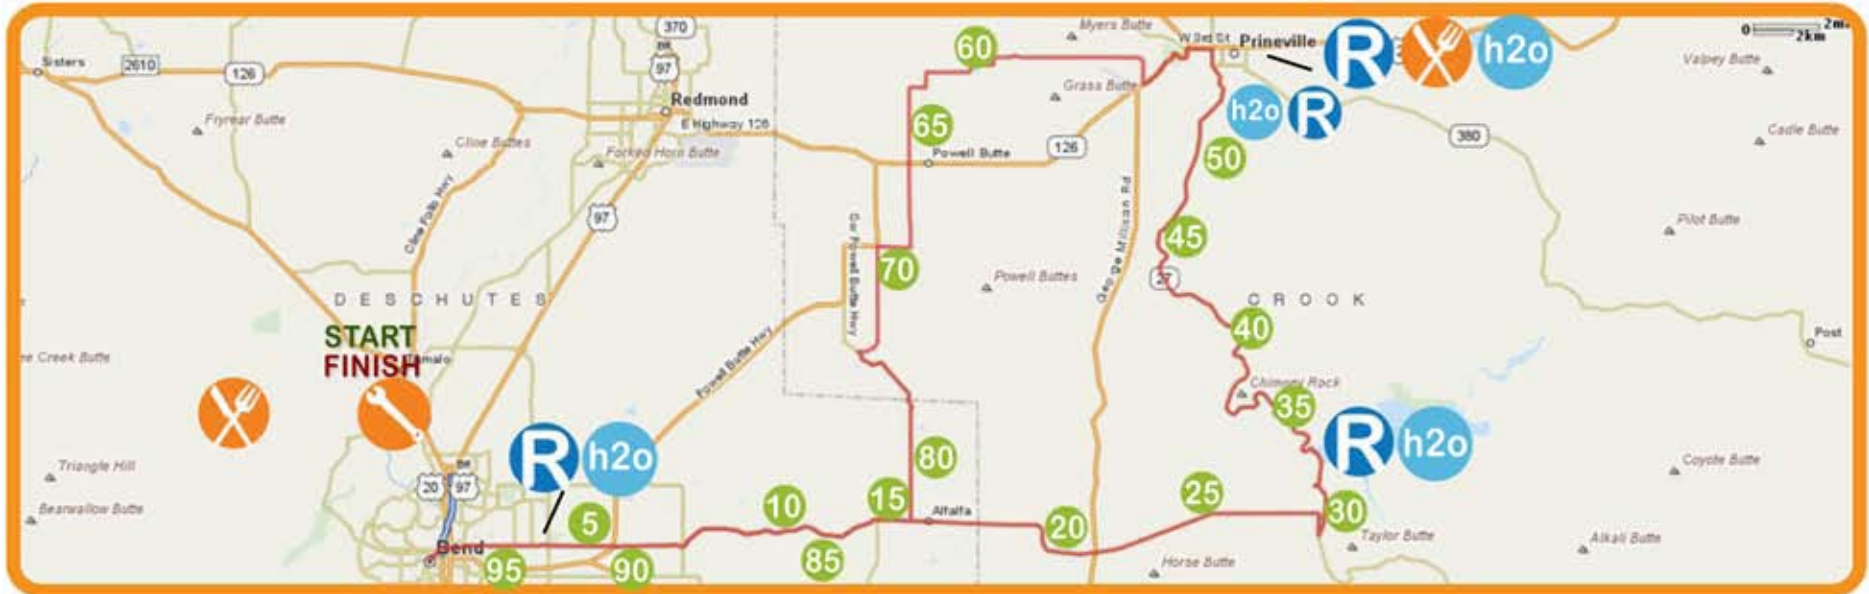 370
BR
97
Myers Butte
60
W 3rd St
Prineville
R
h2o
0
2mi
2km
Sisters
2610
126
Valpey Butte
Redmond
Grass Butte
h2o
R
Fryrear Butte
E Highway 126
65
Cadle Butte
380
Cline Buttes
Forked Horn Butte
Powell Butte
126
50
Cline Falls Hwy
97
Pilot Butte
45
70
Powell Buttes
27
DESCHUTES
CROOK
START
FINISH
40
Post
Powell Butte Hwy
Chimney Rock
35
R
h2o
R
h2o
80
Triangle Hill
BR
20
97
Coyote Butte
Bearwallow Butte
5
10
15
Alfalfa
20
25
30
Taylor Butte
Alkali Butte
Bend
95
90
85
Horse Butte